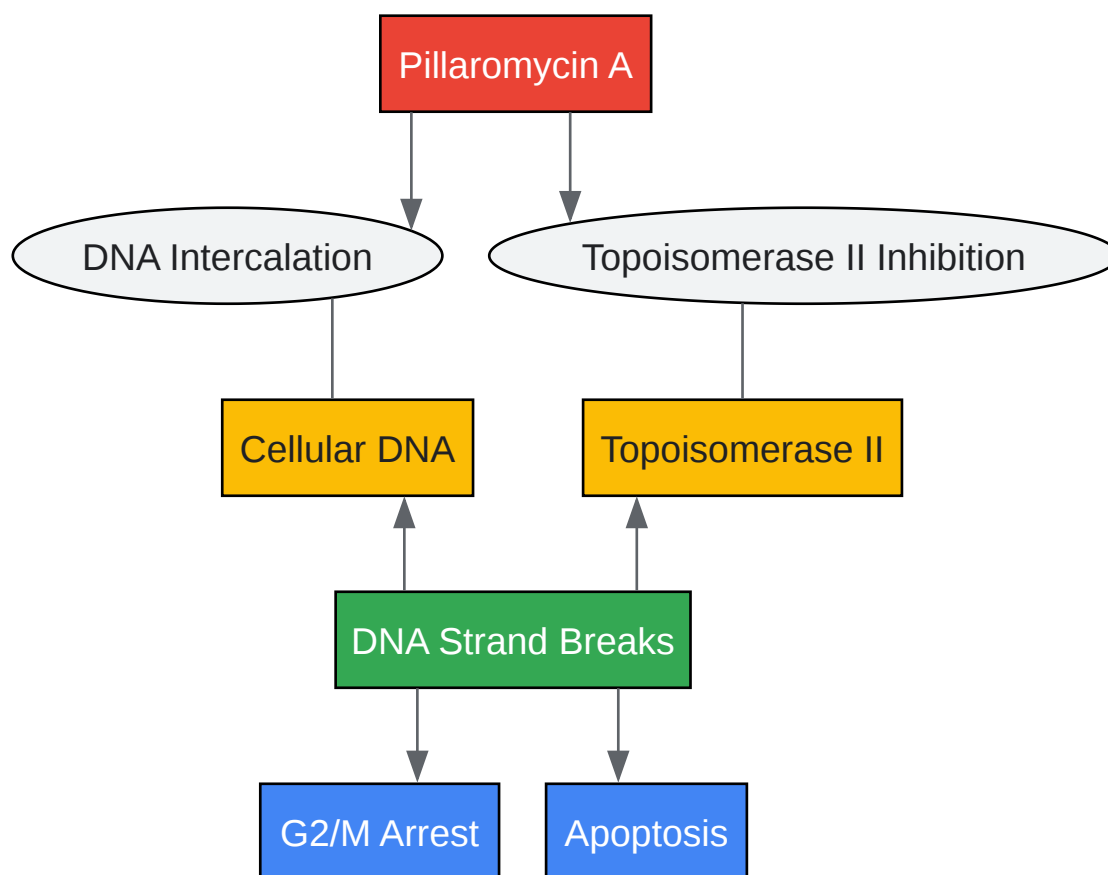 Pillaromycin A
DNA Intercalation
Topoisomerase II Inhibition
Cellular DNA
Topoisomerase II
DNA Strand Breaks
G2/M Arrest
Apoptosis